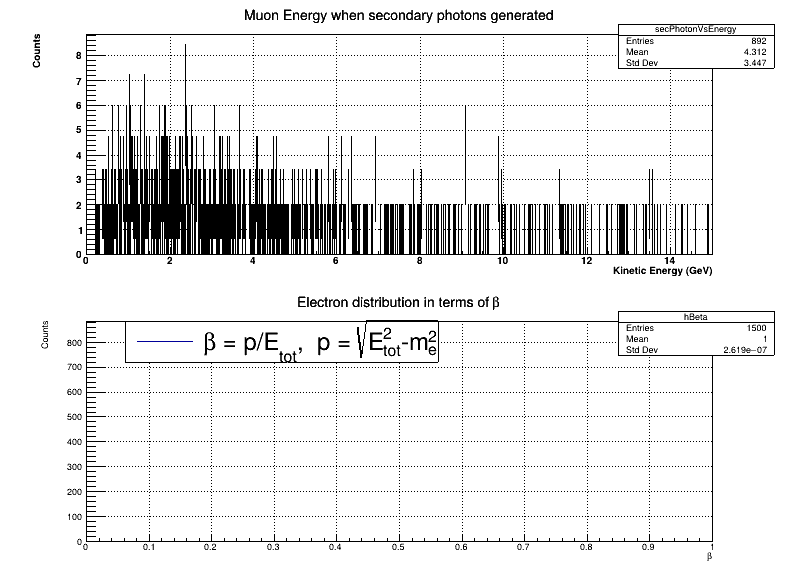 Muon Energy when secondary photons generated
secPhotonVsEnergy
Entries 892
Mean 4.312
Std Dev 3.447
Counts
8
7
6
5
4
3
2
1
0
0 2 4 6 8 10 12 14
Kinetic Energy (GeV)
Electron distribution in terms of β
hBeta
Entries 1500
Mean 1
Std Dev 2.619e−07
Counts
β = p/E_tot, p = √E²_tot-m²_e
800
700
600
500
400
300
200
100
0
0 0.1 0.2 0.3 0.4 0.5 0.6 0.7 0.8 0.9 1
β